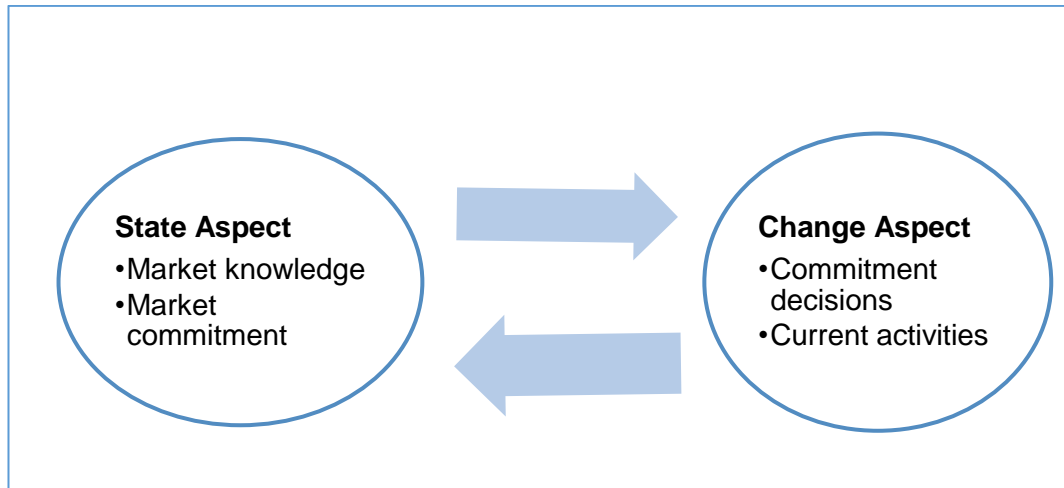 State Aspect
•Market knowledge
•Market
commitment
Change Aspect
•Commitment
decisions
•Current activities